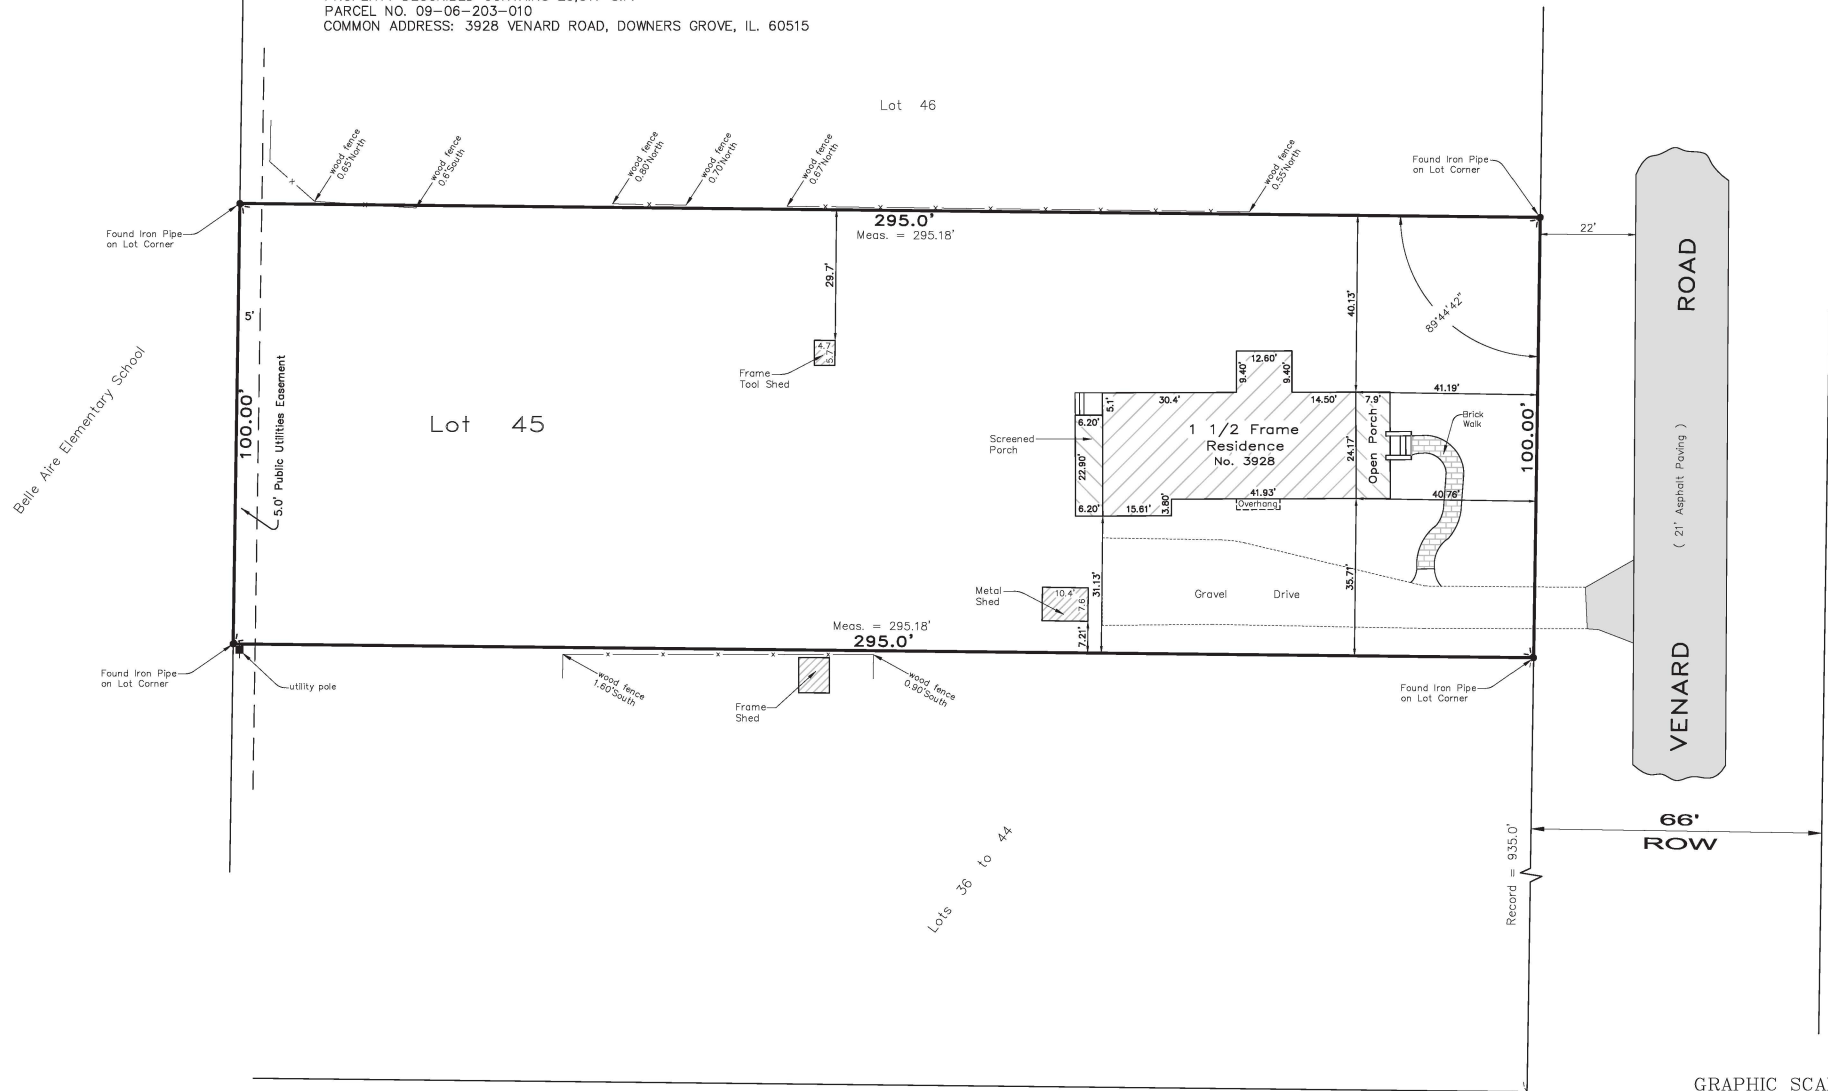 PARCEL NO. 09-06-203-010
COMMON ADDRESS: 3928 VENARD ROAD, DOWNERS GROVE, IL. 60515
Lot 46
wood fence
0.65'North
wood fence
0.6'South
wood fence
0.80'North
wood fence
0.70'North
wood fence
0.67'North
wood fence
0.55'North
Found Iron Pipe
on Lot Corner
Found Iron Pipe
on Lot Corner
295.0'
Meas. = 295.18'
22'
ROAD
29.7'
40.13'
89°44'42"
5'
Belle Aire Elementary School
100.00'
5.0' Public Utilities Easement
Lot 45
4.7
5.7
Frame
Tool Shed
12.60'
9.40'
9.40'
41.19'
5.1'
30.4'
14.50'
7.9'
6.20'
Screened
Porch
1 1/2 Frame
Residence
No. 3928
24.17'
Open Porch
Brick
Walk
100.00'
( 21' Asphalt Paving )
22.90'
41.93'
40.76'
6.20'
15.61'
3.80'
Overhang
31.13'
35.71'
Metal
Shed
10.4'
7.6
Gravel Drive
7.21'
Meas. = 295.18'
295.0'
Found Iron Pipe
on Lot Corner
utility pole
wood fence
1.60'South
Frame
Shed
wood fence
0.90'South
Found Iron Pipe
on Lot Corner
VENARD
66'
ROW
Lots 36 to 44
Record = 935.0'
GRAPHIC